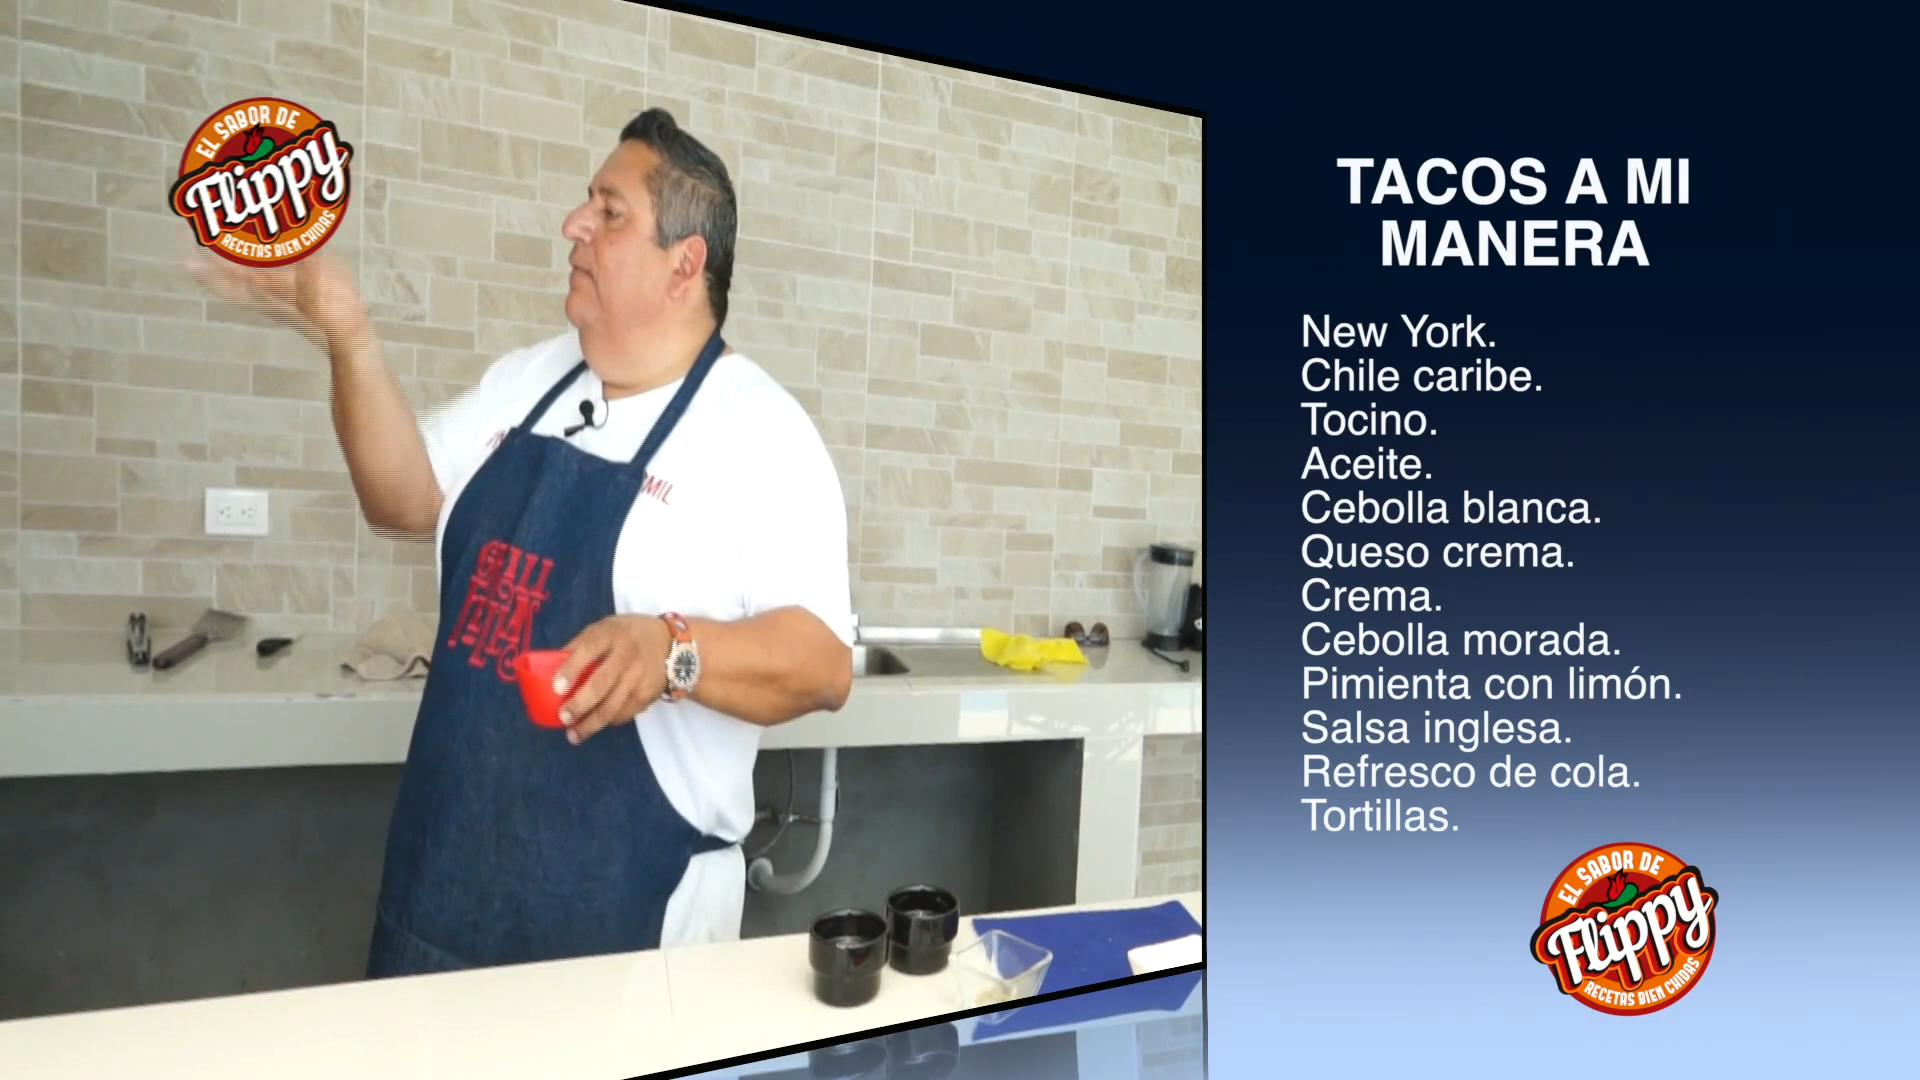 EL SABOR DE
Flippy
RECETAS BIEN CHIDAS
MIL
TACOS A MI
MANERA
New York.
Chile caribe.
Tocino.
Aceite.
Cebolla blanca.
Queso crema.
Crema.
Cebolla morada.
Pimienta con limón.
Salsa inglesa.
Refresco de cola.
Tortillas.
EL SABOR DE
Flippy
RECETAS BIEN CHIDAS